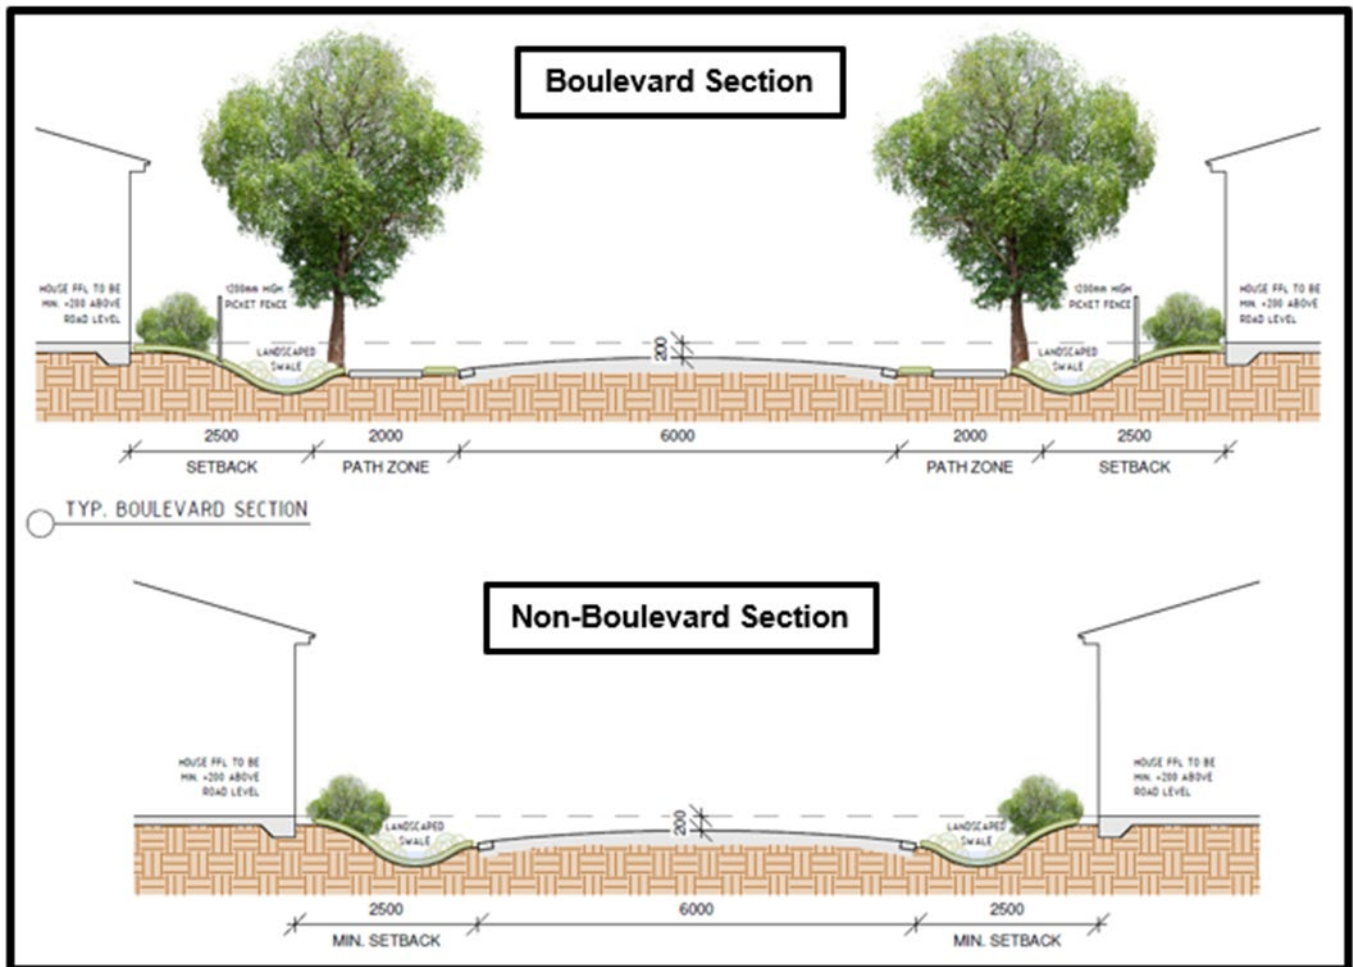 Boulevard Section
HOUSE FFL TO BE
MIN. +200 ABOVE
ROAD LEVEL
1200mm HIGH
PICKET FENCE
LANDSCAPED
SWALE
200
1200mm HIGH
PICKET FENCE
LANDSCAPED
SWALE
HOUSE FFL TO BE
MIN. +200 ABOVE
ROAD LEVEL
2500 2000 6000 2000 2500
SETBACK PATH ZONE PATH ZONE SETBACK
TYP. BOULEVARD SECTION
Non-Boulevard Section
HOUSE FFL TO BE
MIN. +200 ABOVE
ROAD LEVEL
LANDSCAPED
SWALE
200
LANDSCAPED
SWALE
HOUSE FFL TO BE
MIN. +200 ABOVE
ROAD LEVEL
2500 6000 2500
MIN. SETBACK MIN. SETBACK